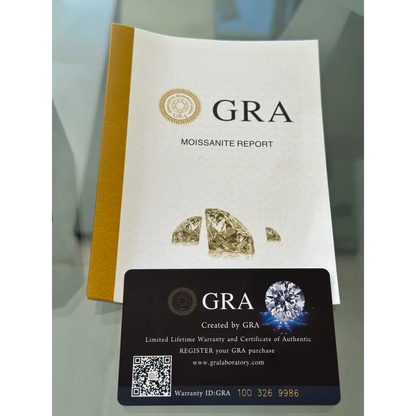 GRA
GRA
MOISSANITE REPORT
GRA
Created by GRA
Limited Lifetime Warranty and Certificate of Authentic
REGISTER your GRA purchase
www.gralaboratory.com
Warranty ID:GRA 100 326 9986